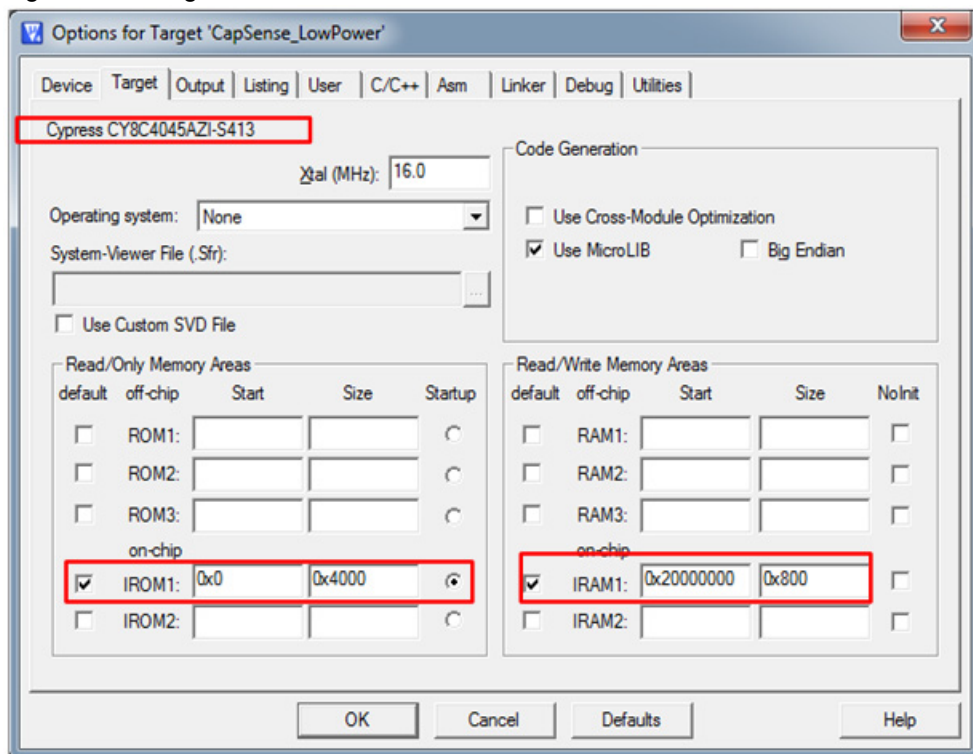 Options for Target 'CapSense_LowPower'
Device Target Output Listing User C/C++ Asm Linker Debug Utilities
Cypress CY8C4045AZI-S413
Xtal (MHz): 16.0
Operating system: None
System-Viewer File (.Sfr):
...
Use Custom SVD File
Code Generation
Use Cross-Module Optimization
Use MicroLIB Big Endian
Read/Only Memory Areas
default off-chip Start Size Startup
ROM1:
ROM2:
ROM3:
on-chip
IROM1: 0x0 0x4000
IROM2:
Read/Write Memory Areas
default off-chip Start Size NoInit
RAM1:
RAM2:
RAM3:
on-chip
IRAM1: 0x20000000 0x800
IRAM2:
OK Cancel Defaults Help